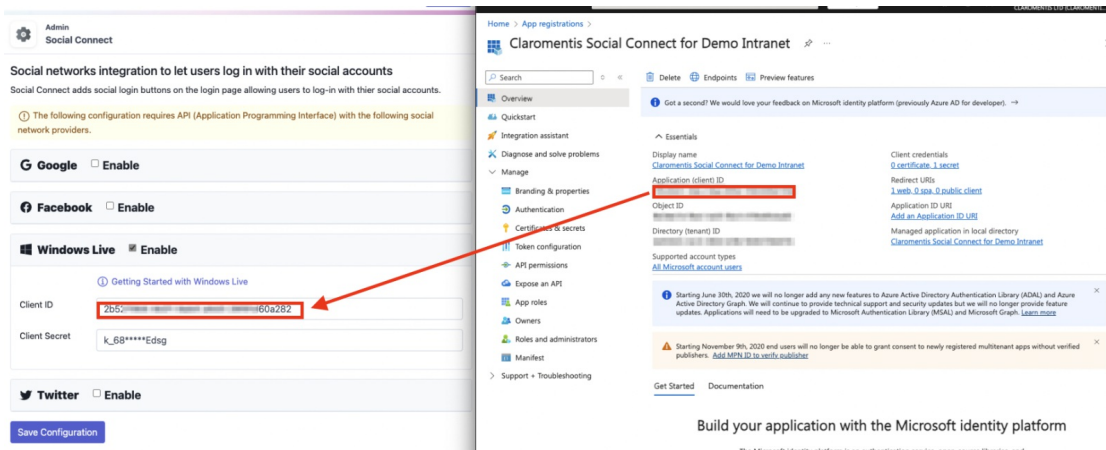 Admin
Social Connect
Social networks integration to let users log in with their social accounts
Social Connect adds social login buttons on the login page allowing users to log-in with thier social accounts.
The following configuration requires API (Application Programming Interface) with the following social
network providers.
Google Enable
Facebook Enable
Windows Live Enable
Getting Started with Windows Live
Client ID
2b52 60a282
Client Secret
k_68*****Edsg
Twitter Enable
Save Configuration
Home > App registrations >
Claromentis Social Connect for Demo Intranet
Search
Delete Endpoints Preview features
Overview
Quickstart
Integration assistant
Diagnose and solve problems
Manage
Branding & properties
Authentication
Certificates & secrets
Token configuration
API permissions
Expose an API
App roles
Owners
Roles and administrators
Manifest
Support + Troubleshooting
Got a second? We would love your feedback on Microsoft identity platform (previously Azure AD for developer). →
Essentials
Display name
Claromentis Social Connect for Demo Intranet
Application (client) ID
Object ID
Directory (tenant) ID
Supported account types
All Microsoft account users
Client credentials
0 certificate, 1 secret
Redirect URIs
1 web, 0 spa, 0 public client
Application ID URI
Add an Application ID URI
Managed application in local directory
Claromentis Social Connect for Demo Intranet
Starting June 30th, 2020 we will no longer add any new features to Azure Active Directory Authentication Library (ADAL) and Azure
Active Directory Graph. We will continue to provide technical support and security updates but we will no longer provide feature
updates. Applications will need to be upgraded to Microsoft Authentication Library (MSAL) and Microsoft Graph. Learn more
Starting November 9th, 2020 end users will no longer be able to grant consent to newly registered multitenant apps without verified
publishers. Add MPN ID to verify publisher
Get Started Documentation
Build your application with the Microsoft identity platform